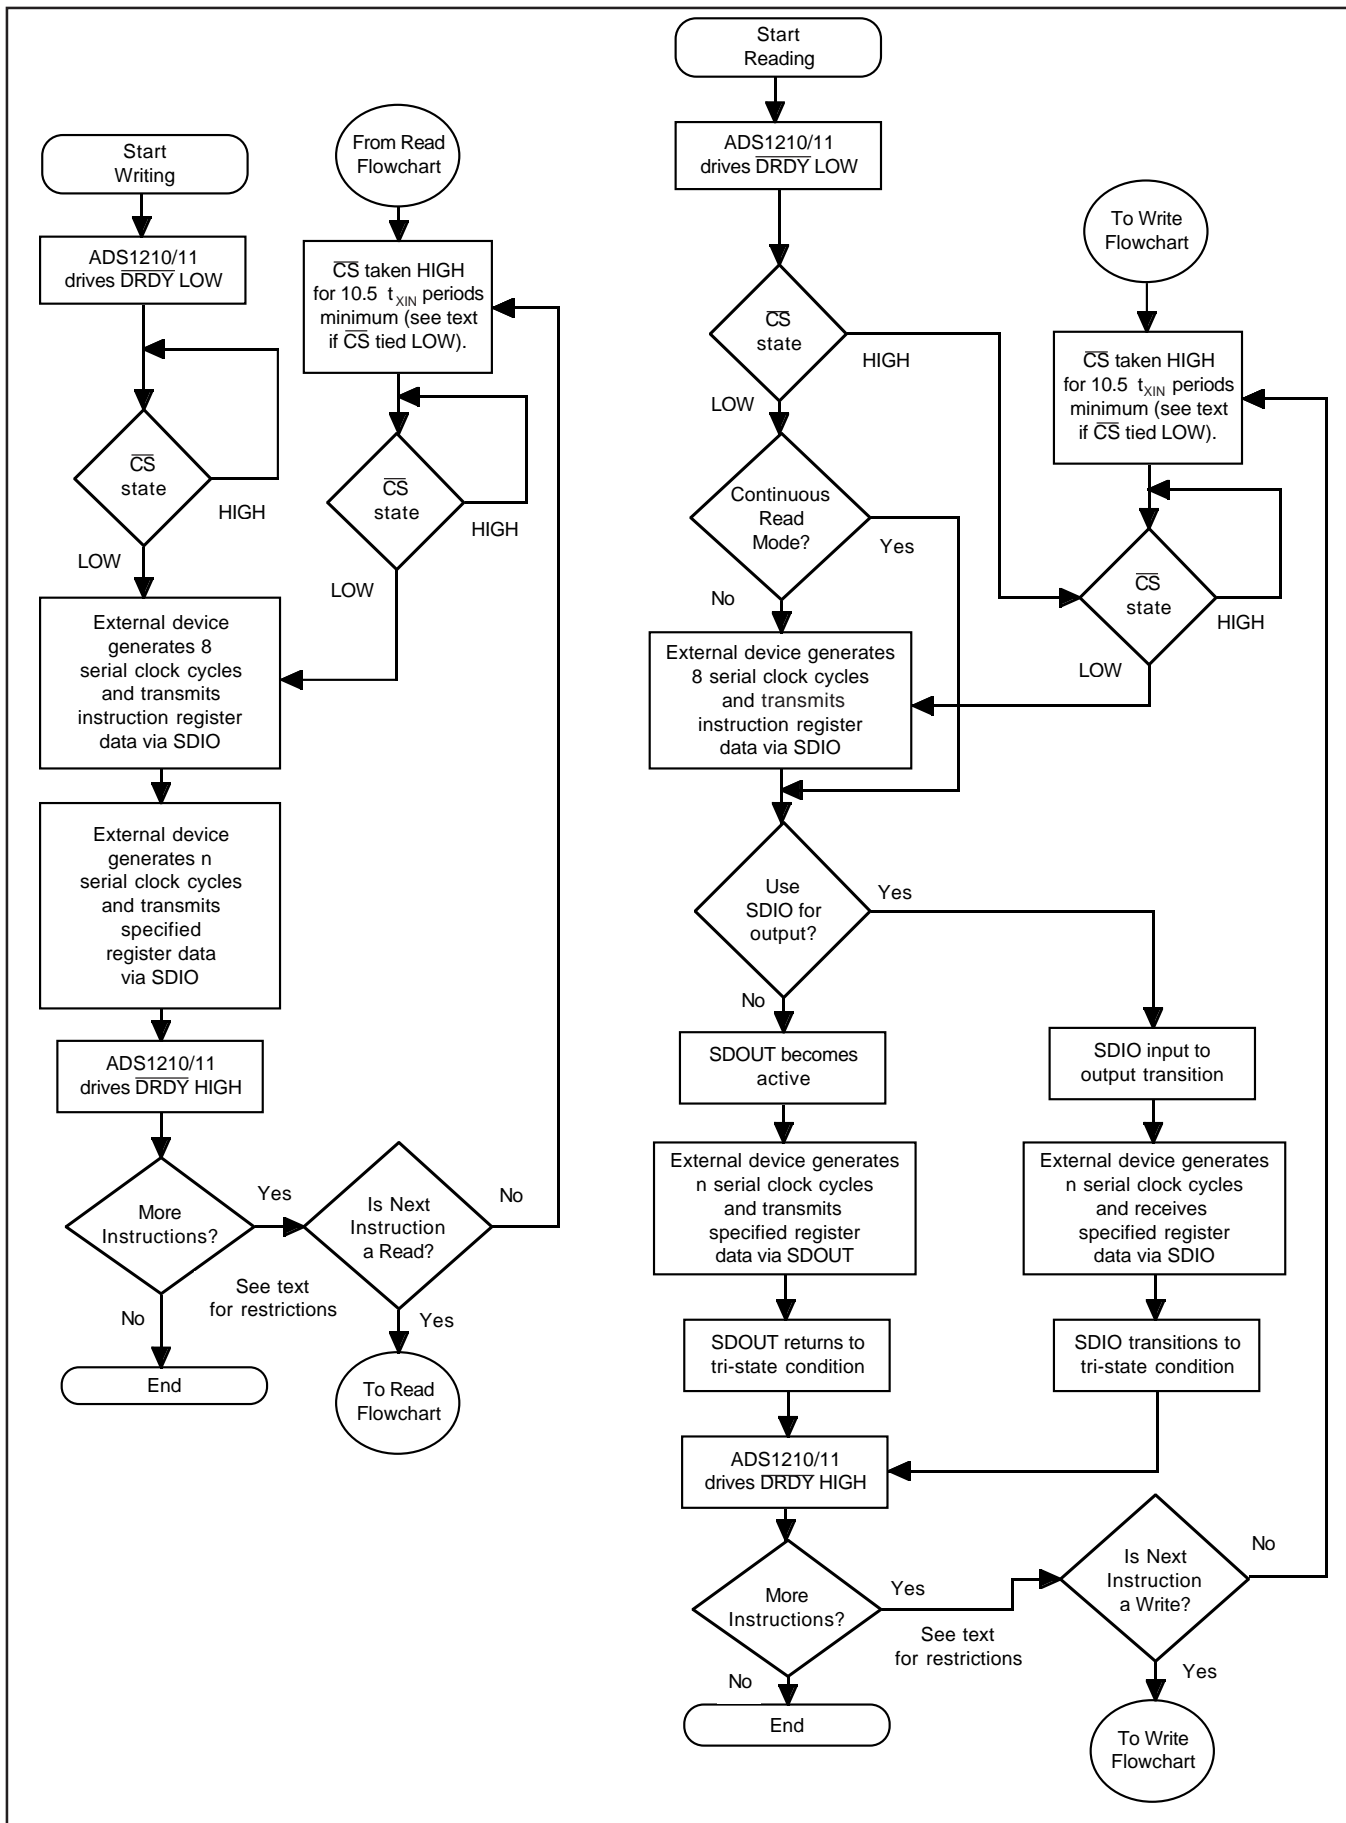 Start
Writing
ADS1210/11
drives DRDY LOW
CS
state
HIGH
LOW
External device
generates 8
serial clock cycles
and transmits
instruction register
data via SDIO
External device
generates n
serial clock cycles
and transmits
specified
register data
via SDIO
ADS1210/11
drives DRDY HIGH
More
Instructions?
Yes
See text
for restrictions
No
End
From Read
Flowchart
CS taken HIGH
for 10.5 tXIN periods
minimum (see text
if CS tied LOW).
CS
state
HIGH
LOW
Is Next
Instruction
a Read?
No
Yes
To Read
Flowchart
Start
Reading
ADS1210/11
drives DRDY LOW
CS
state
HIGH
LOW
Continuous
Read
Mode?
Yes
No
External device generates
8 serial clock cycles
and transmits
instruction register
data via SDIO
Use
SDIO for
output?
Yes
No
SDOUT becomes
active
External device generates
n serial clock cycles
and transmits
specified register
data via SDOUT
SDOUT returns to
tri-state condition
ADS1210/11
drives DRDY HIGH
More
Instructions?
Yes
See text
for restrictions
No
End
To Write
Flowchart
CS taken HIGH
for 10.5 tXIN periods
minimum (see text
if CS tied LOW).
CS
state
HIGH
LOW
SDIO input to
output transition
External device generates
n serial clock cycles
and receives
specified register
data via SDIO
SDIO transitions to
tri-state condition
Is Next
Instruction
a Write?
No
Yes
To Write
Flowchart